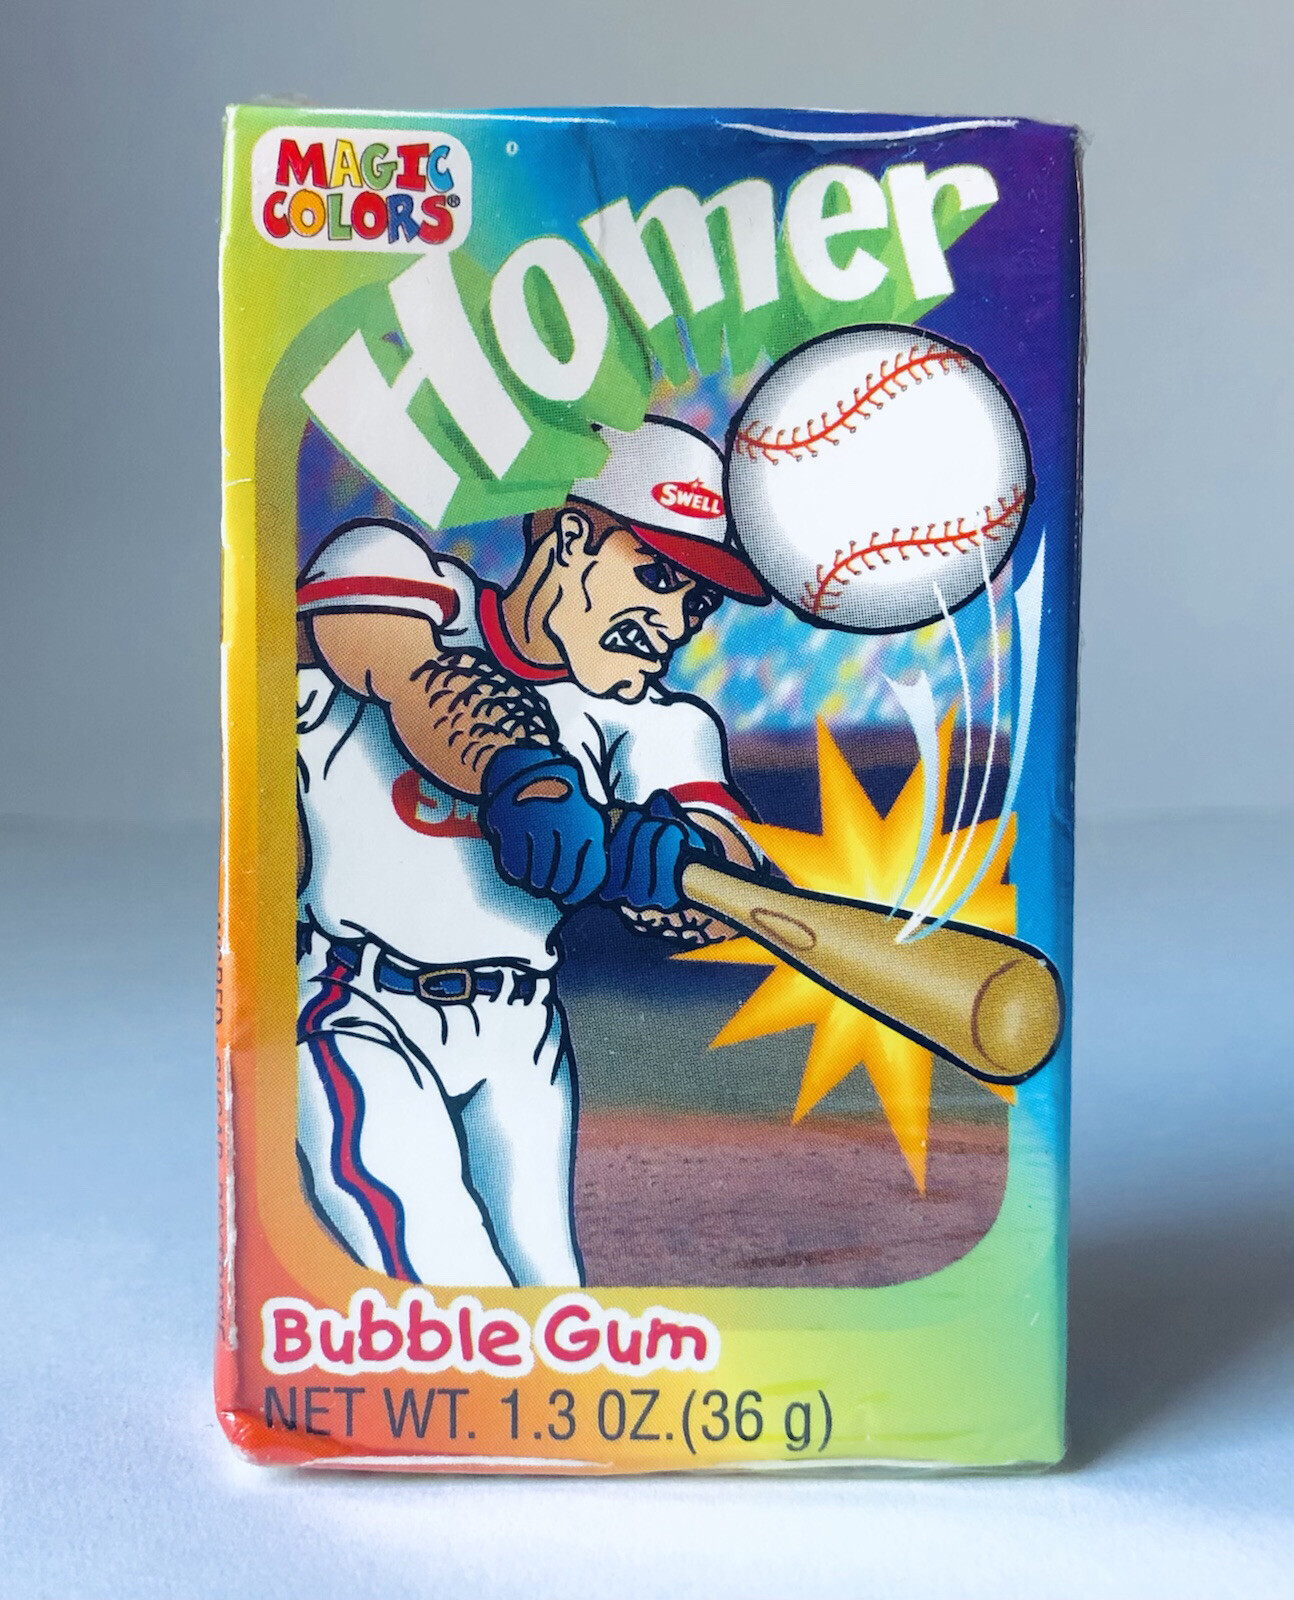 MAGIC
COLORS®
Homer
SWELL
Bubble Gum
NET WT. 1.3 OZ. (36 g)